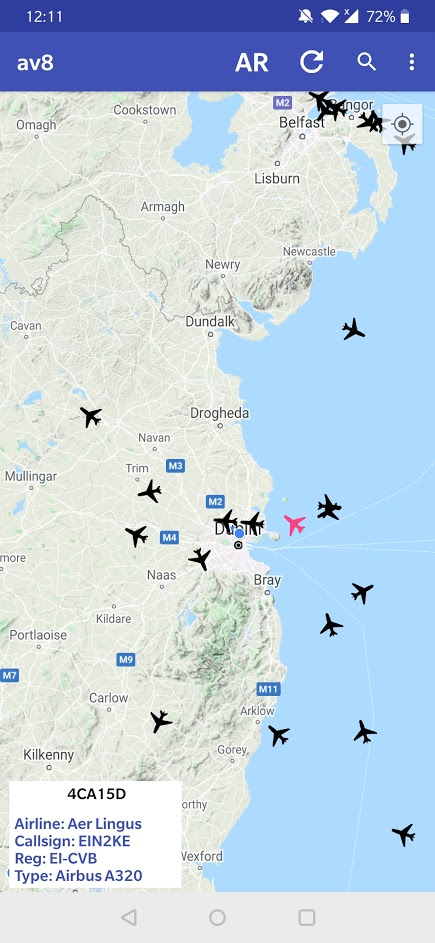 12:11
x
72%
av8
AR
M2
Cookstown
Omagh
Belfast
Lisburn
Armagh
Newcastle
Newry
Dundalk
Cavan
Drogheda
Navan
M3
Trim
Mullingar
M2
M4
more
Naas
Bray
Kildare
Portlaoise
M9
M7
M11
Carlow
Arklow
Gorey
Kilkenny
4CA15D
orthy
Airline: Aer Lingus
Callsign: EIN2KE
Reg: EI-CVB
Wexford
Type: Airbus A320